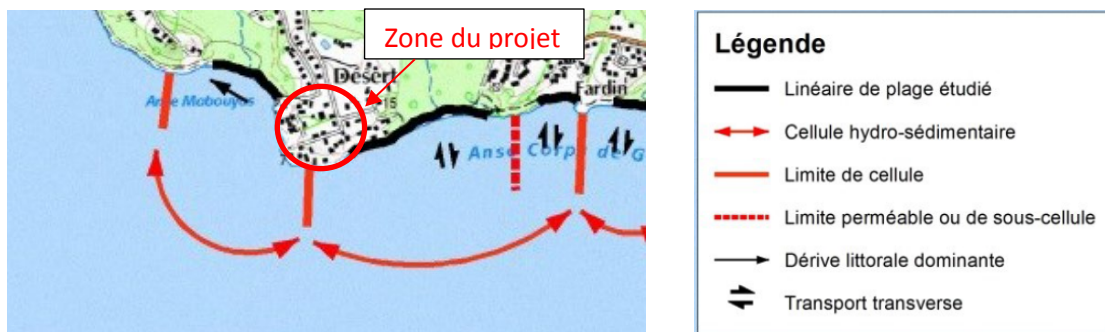 Zone du projet
Désert
15
Anse Mabouyas
Fardin
7
Anse Corps de G
Légende
Linéaire de plage étudié
Cellule hydro-sédimentaire
Limite de cellule
Limite perméable ou de sous-cellule
Dérive littorale dominante
Transport transverse